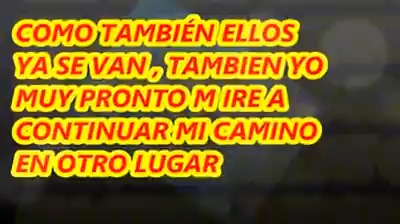 COMO TAMBIÉN ELLOS
YA SE VAN , TAMBIEN YO
MUY PRONTO M IRE A
CONTINUAR MI CAMINO
EN OTRO LUGAR